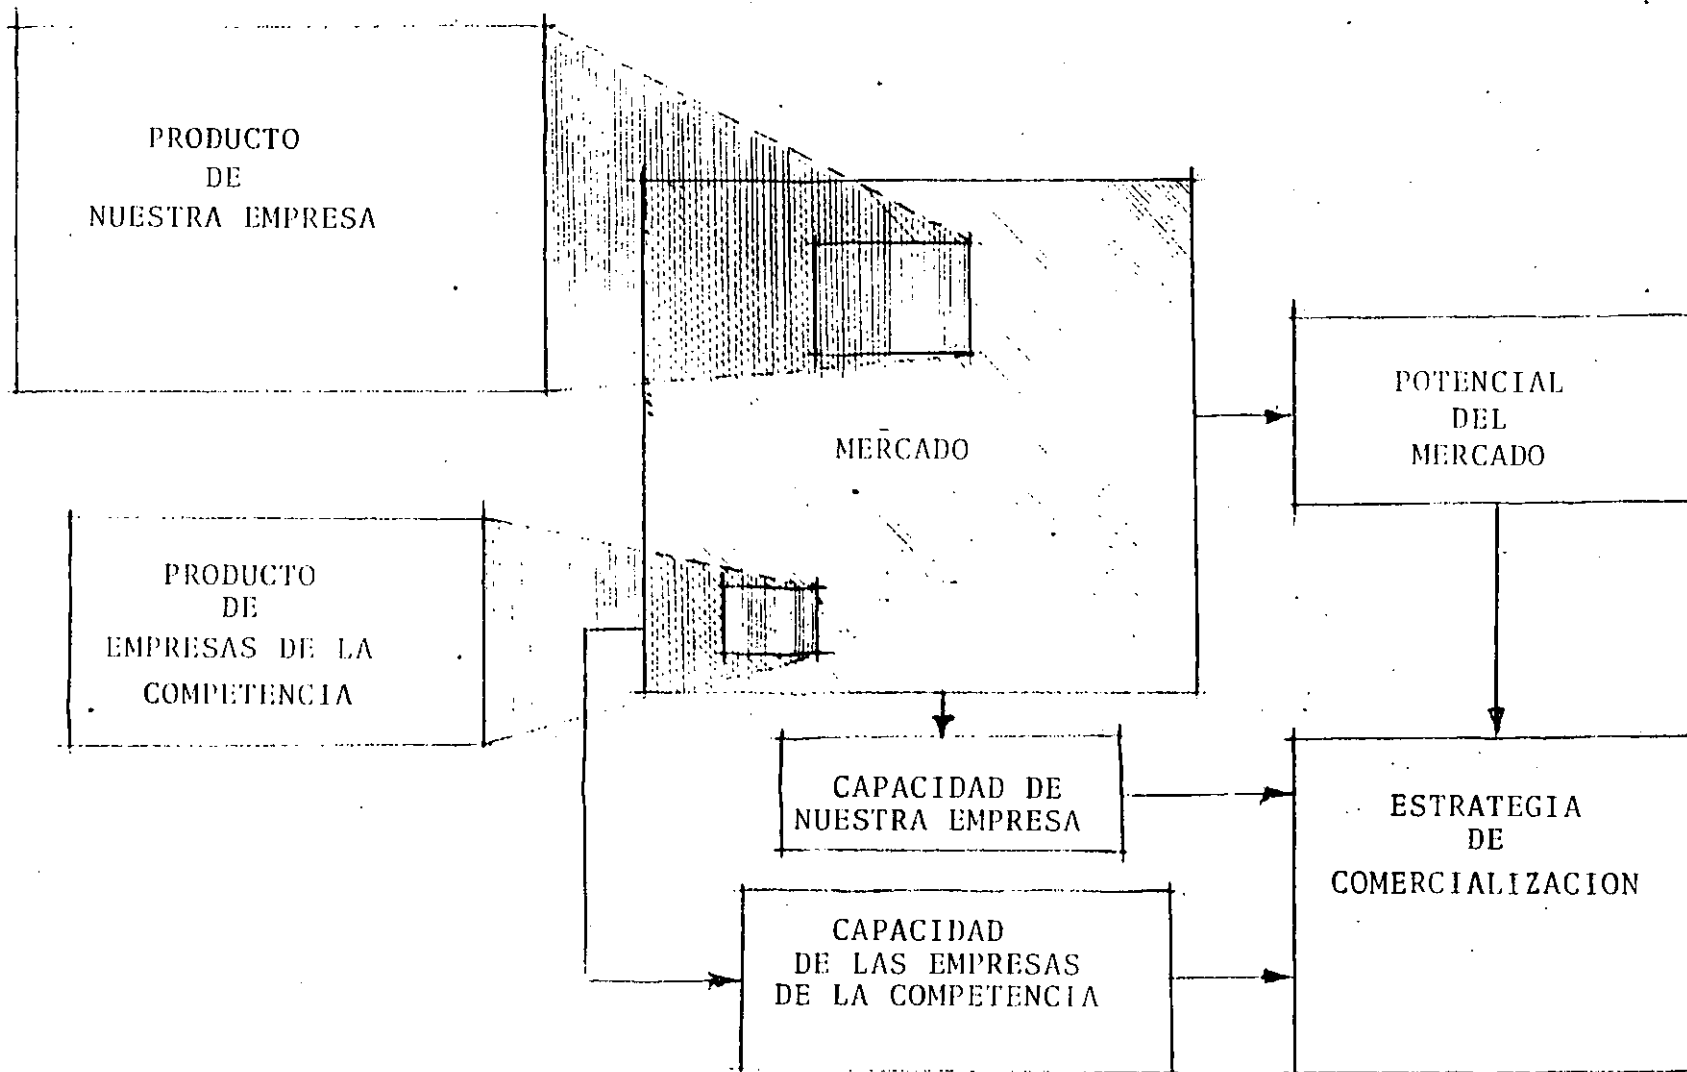 PRODUCTO
DE
NUESTRA EMPRESA
MERCADO
POTENCIAL
DEL
MERCADO
PRODUCTO
DE
EMPRESAS DE LA
COMPETENCIA
CAPACIDAD DE
NUESTRA EMPRESA
ESTRATEGIA
DE
COMERCIALIZACION
CAPACIDAD
DE LAS EMPRESAS
DE LA COMPETENCIA